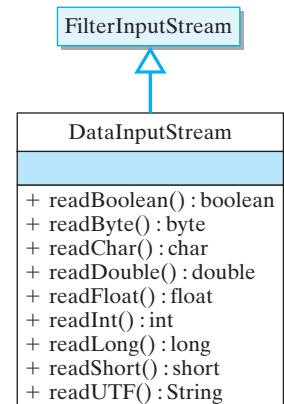 FilterInputStream
DataInputStream
+ readBoolean() : boolean
+ readByte() : byte
+ readChar() : char
+ readDouble() : double
+ readFloat() : float
+ readInt() : int
+ readLong() : long
+ readShort() : short
+ readUTF() : String